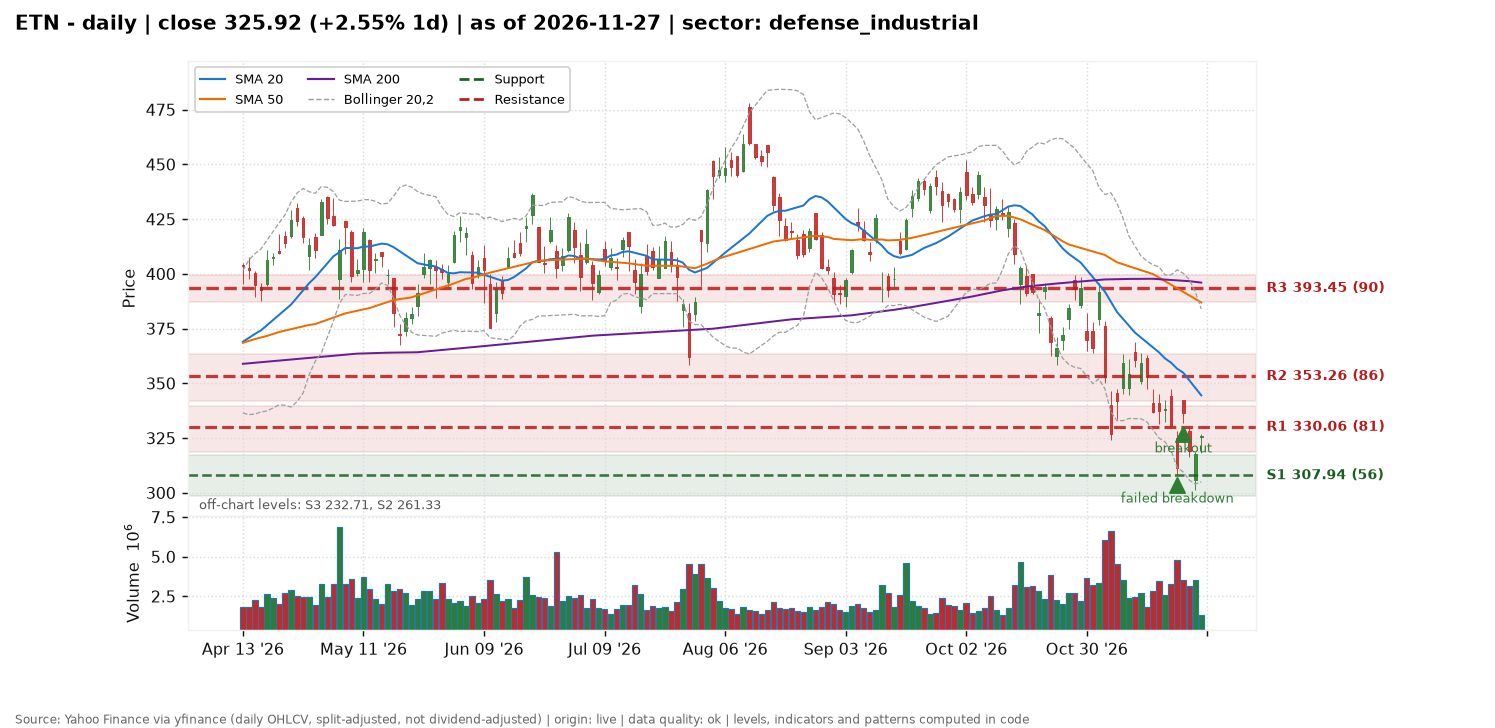 ETN - daily | close 325.92 (+2.55% 1d) | as of 2026-11-27 | sector: defense_industrial
SMA 20
SMA 50
SMA 200
Bollinger 20,2
Support
Resistance
Price
475
450
425
400
375
350
325
300
R3 393.45 (90)
R2 353.26 (86)
R1 330.06 (81)
S1 307.94 (56)
breakout
failed breakdown
off-chart levels: S3 232.71, S2 261.33
Volume 10⁶
7.5
5.0
2.5
Apr 13 '26
May 11 '26
Jun 09 '26
Jul 09 '26
Aug 06 '26
Sep 03 '26
Oct 02 '26
Oct 30 '26
Source: Yahoo Finance via yfinance (daily OHLCV, split-adjusted, not dividend-adjusted) | origin: live | data quality: ok | levels, indicators and patterns computed in code